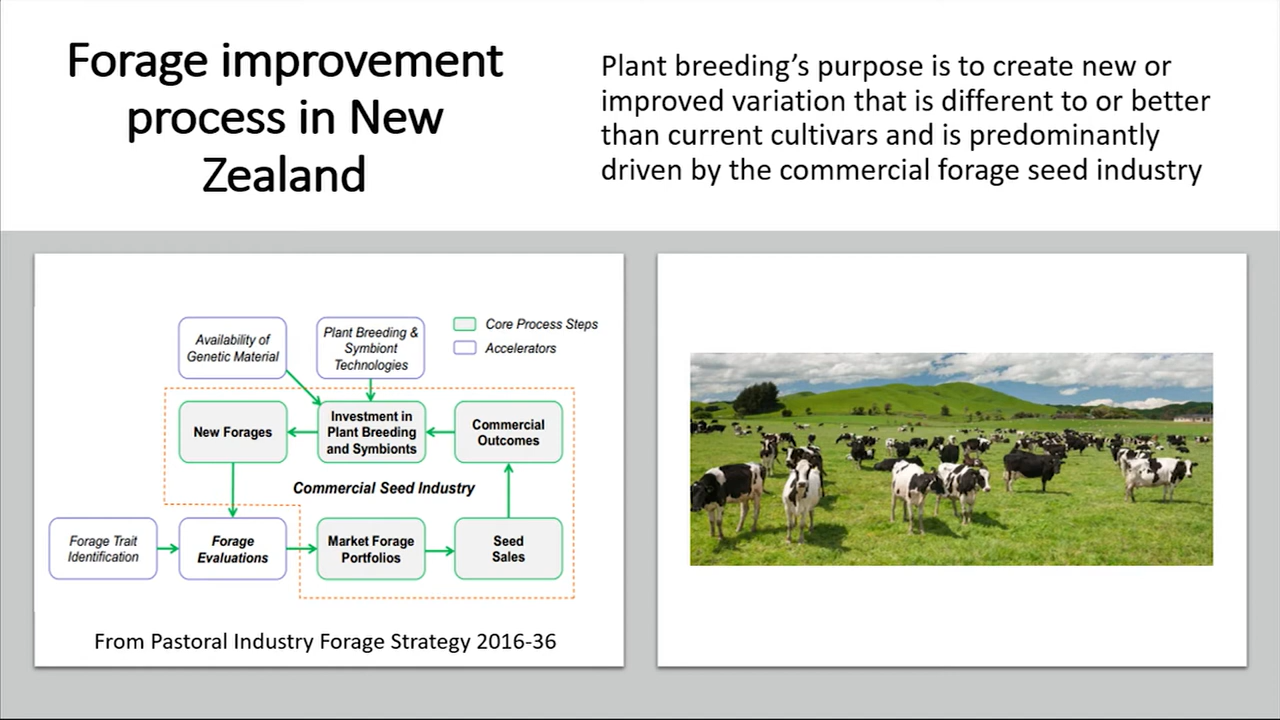 Forage improvement
process in New
Zealand
Plant breeding’s purpose is to create new or
improved variation that is different to or better
than current cultivars and is predominantly
driven by the commercial forage seed industry
Availability of
Genetic Material
Plant Breeding &
Symbiont
Technologies
Core Process Steps
Accelerators
New Forages
Investment in
Plant Breeding
and Symbionts
Commercial
Outcomes
Commercial Seed Industry
Forage Trait
Identification
Forage
Evaluations
Market Forage
Portfolios
Seed
Sales
From Pastoral Industry Forage Strategy 2016-36